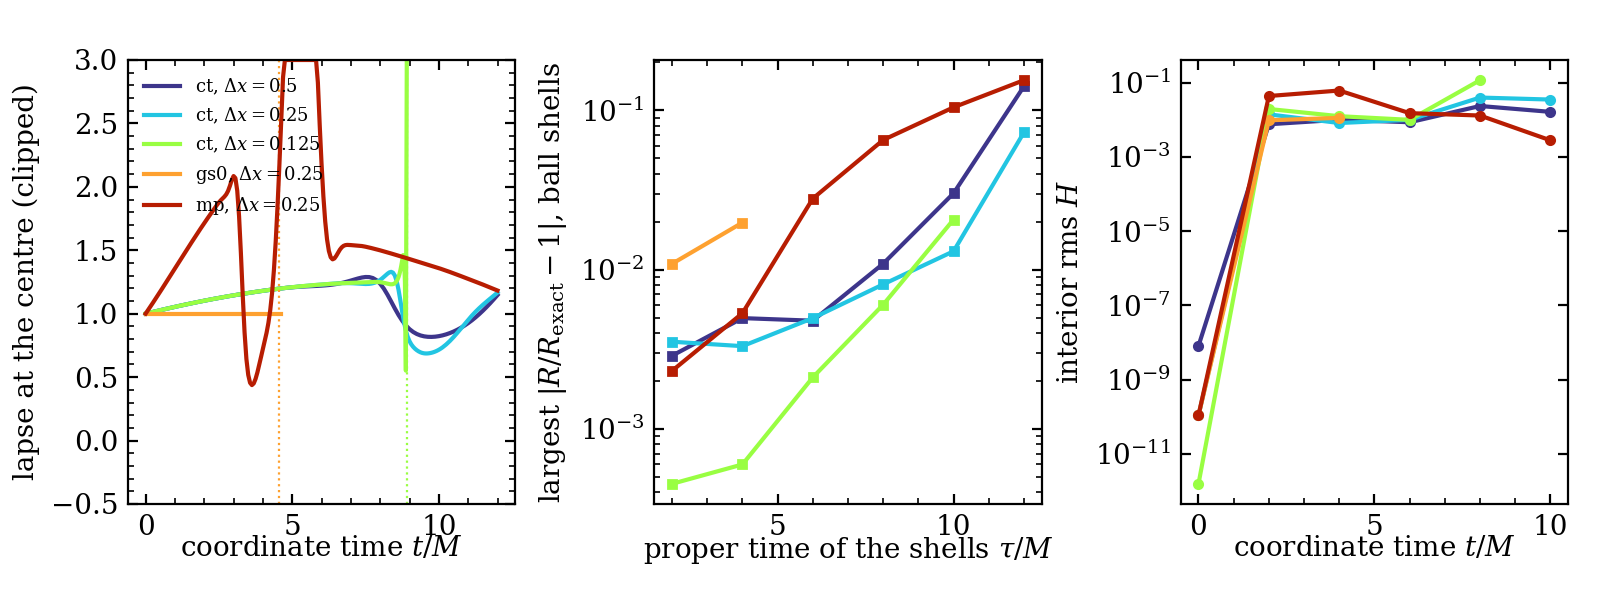 lapse at the centre (clipped)
3.0
2.5
2.0
1.5
1.0
0.5
0.0
−0.5
ct, Δx = 0.5
ct, Δx = 0.25
ct, Δx = 0.125
gs0, Δx = 0.25
mp, Δx = 0.25
0
5
10
coordinate time t/M
largest |R/R_exact − 1|, ball shells
10⁻¹
10⁻²
10⁻³
5
10
proper time of the shells τ/M
interior rms H
10⁻¹
10⁻³
10⁻⁵
10⁻⁷
10⁻⁹
10⁻¹¹
0
5
10
coordinate time t/M